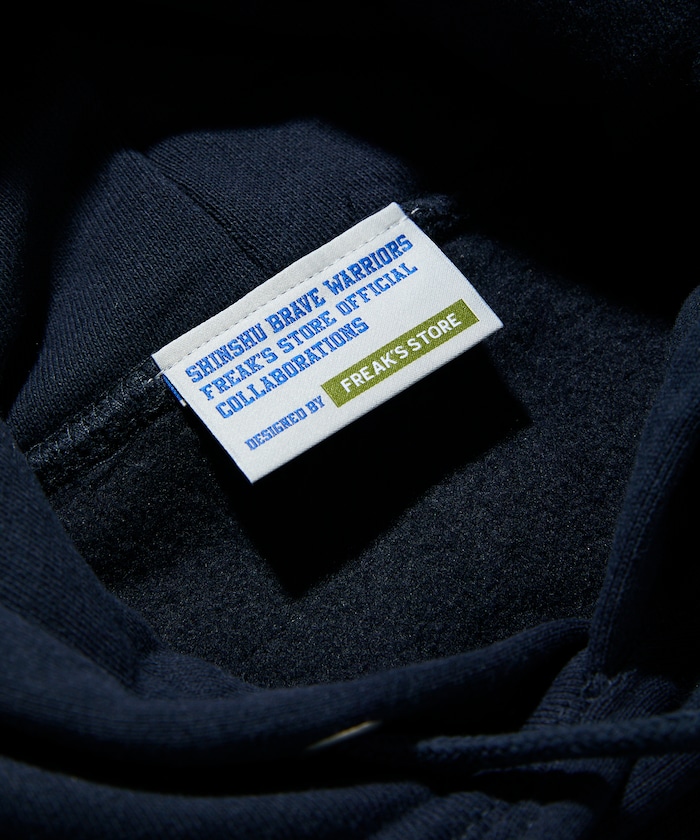 SHINSHU BRAVE WARRIORS
FREAK'S STORE OFFICIAL
COLLABORATIONS
DESIGNED BY FREAK'S STORE